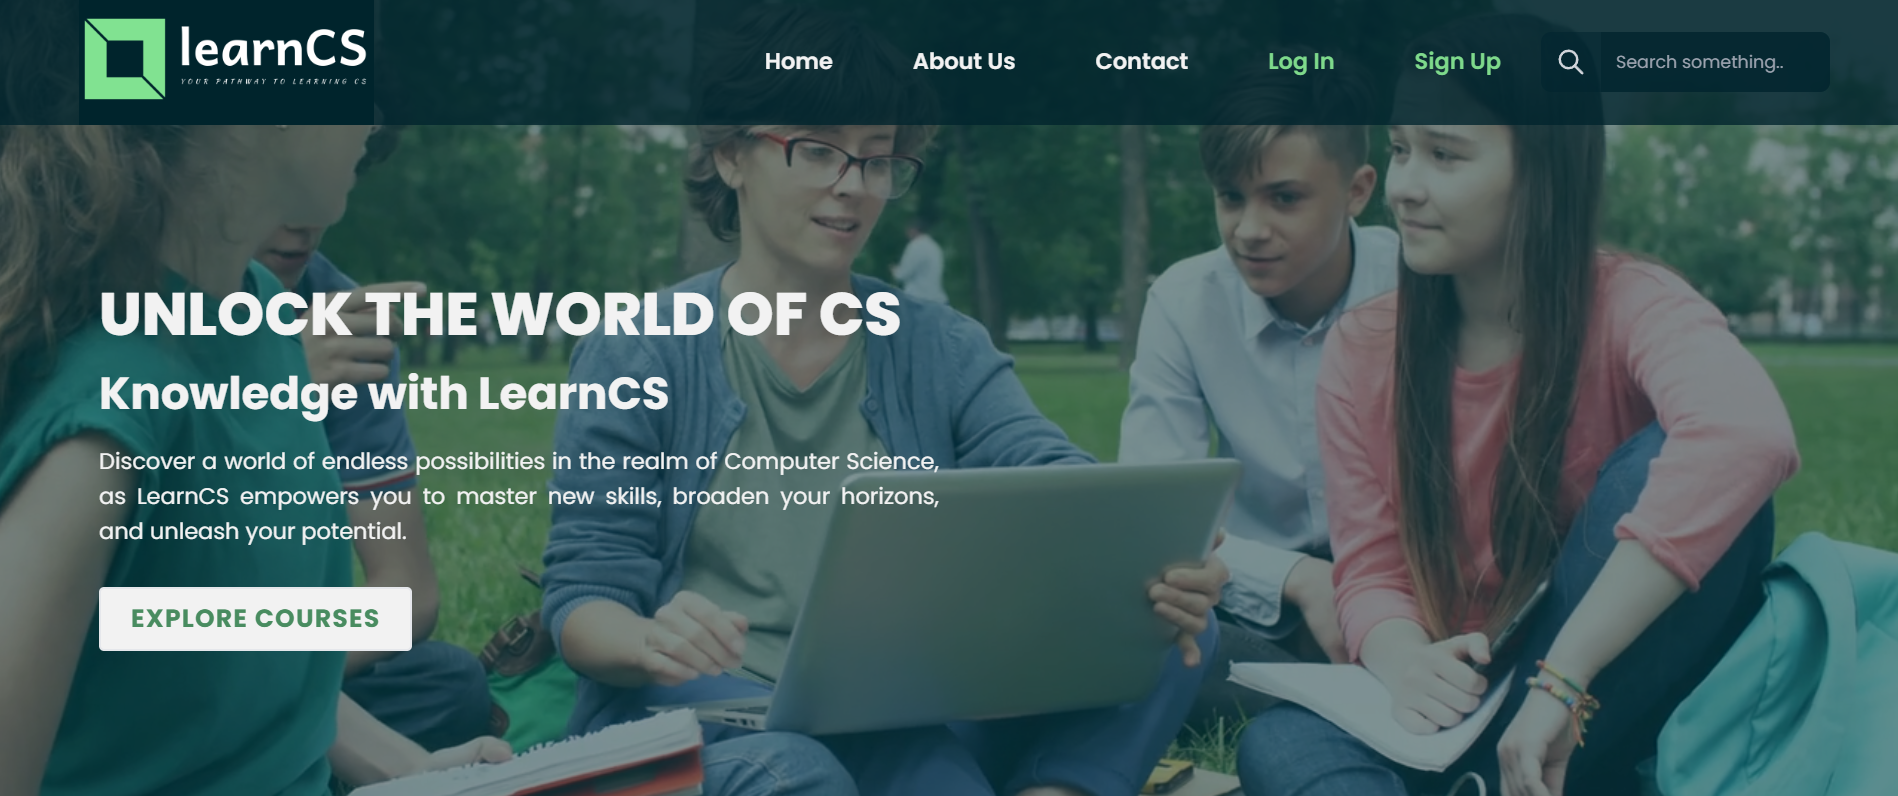 learnCS
YOUR PATHWAY TO LEARNING CS
Home
About Us
Contact
Log In
Sign Up
Search something..
UNLOCK THE WORLD OF CS
Knowledge with LearnCS
Discover a world of endless possibilities in the realm of Computer Science,
as LearnCS empowers you to master new skills, broaden your horizons,
and unleash your potential.
EXPLORE COURSES